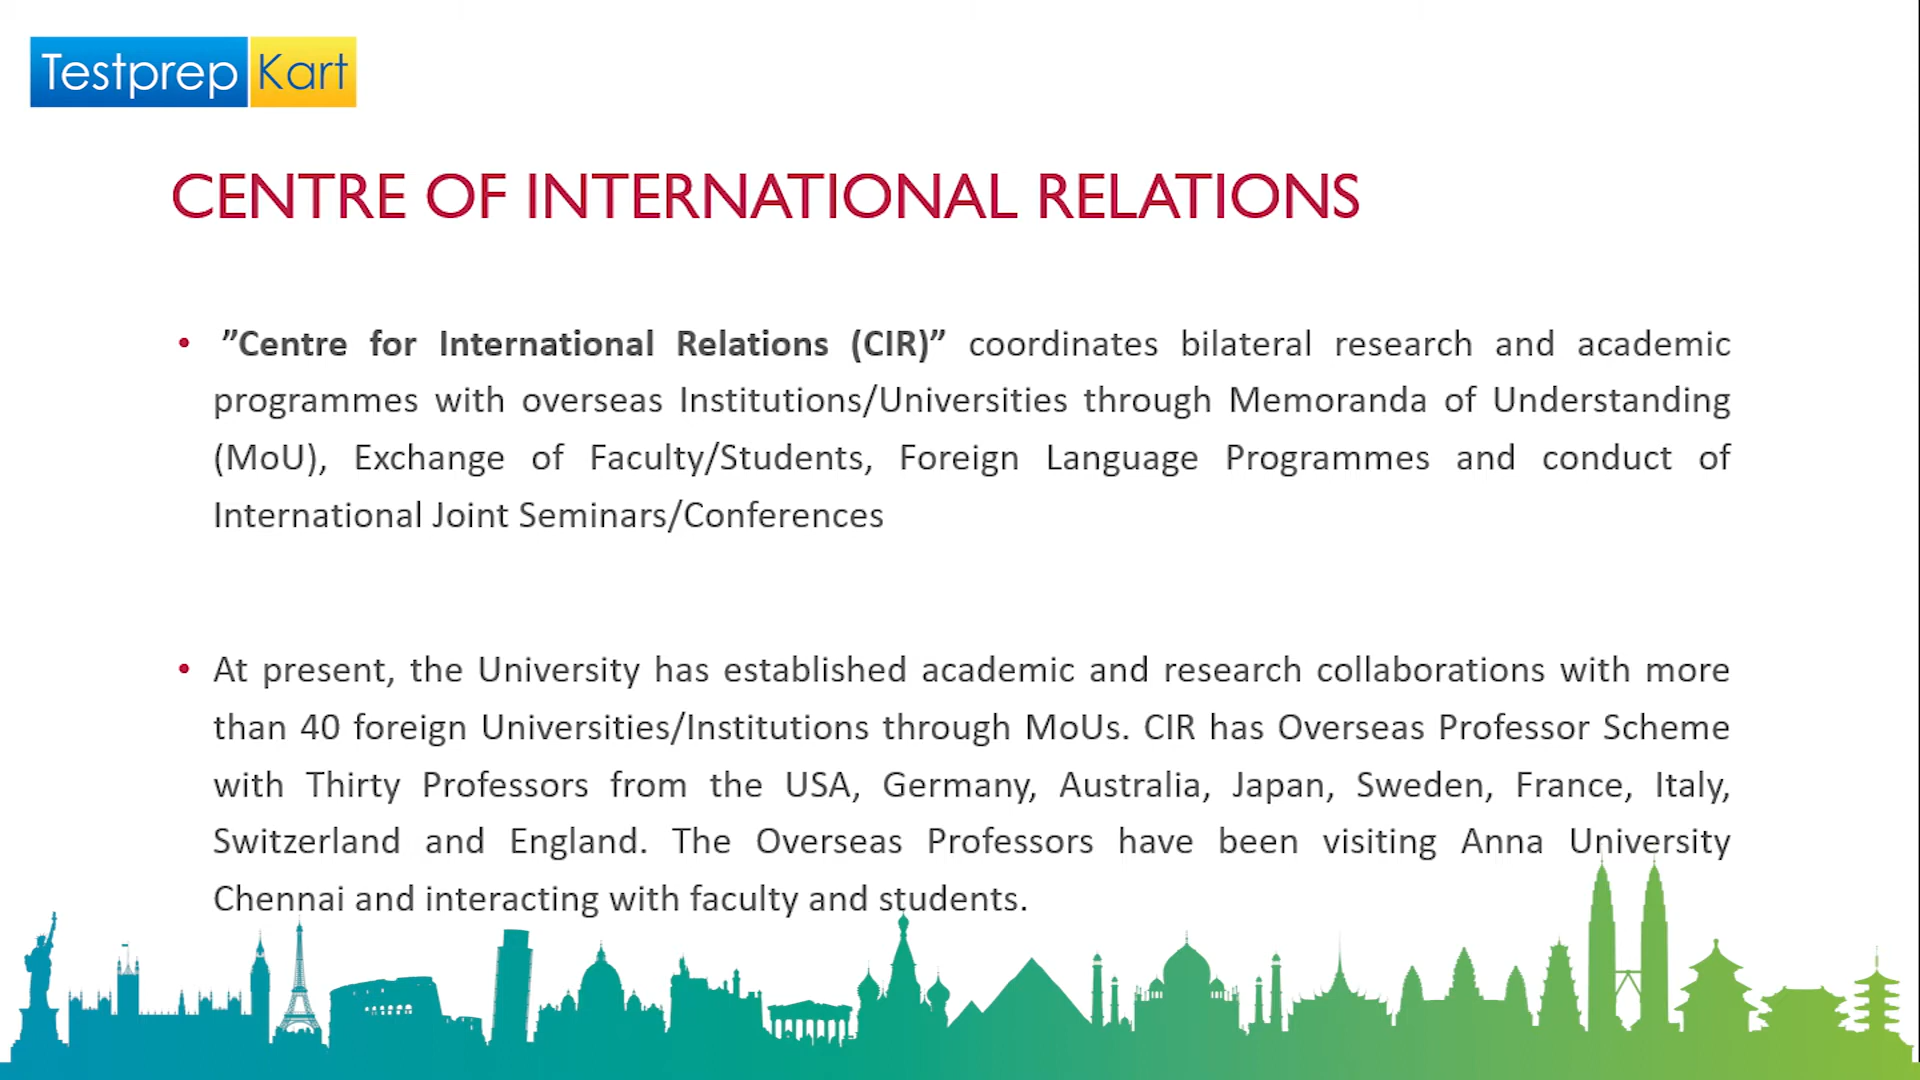 Testprep Kart
CENTRE OF INTERNATIONAL RELATIONS
• ”Centre for International Relations (CIR)” coordinates bilateral research and academic
programmes with overseas Institutions/Universities through Memoranda of Understanding
(MoU), Exchange of Faculty/Students, Foreign Language Programmes and conduct of
International Joint Seminars/Conferences
• At present, the University has established academic and research collaborations with more
than 40 foreign Universities/Institutions through MoUs. CIR has Overseas Professor Scheme
with Thirty Professors from the USA, Germany, Australia, Japan, Sweden, France, Italy,
Switzerland and England. The Overseas Professors have been visiting Anna University
Chennai and interacting with faculty and students.